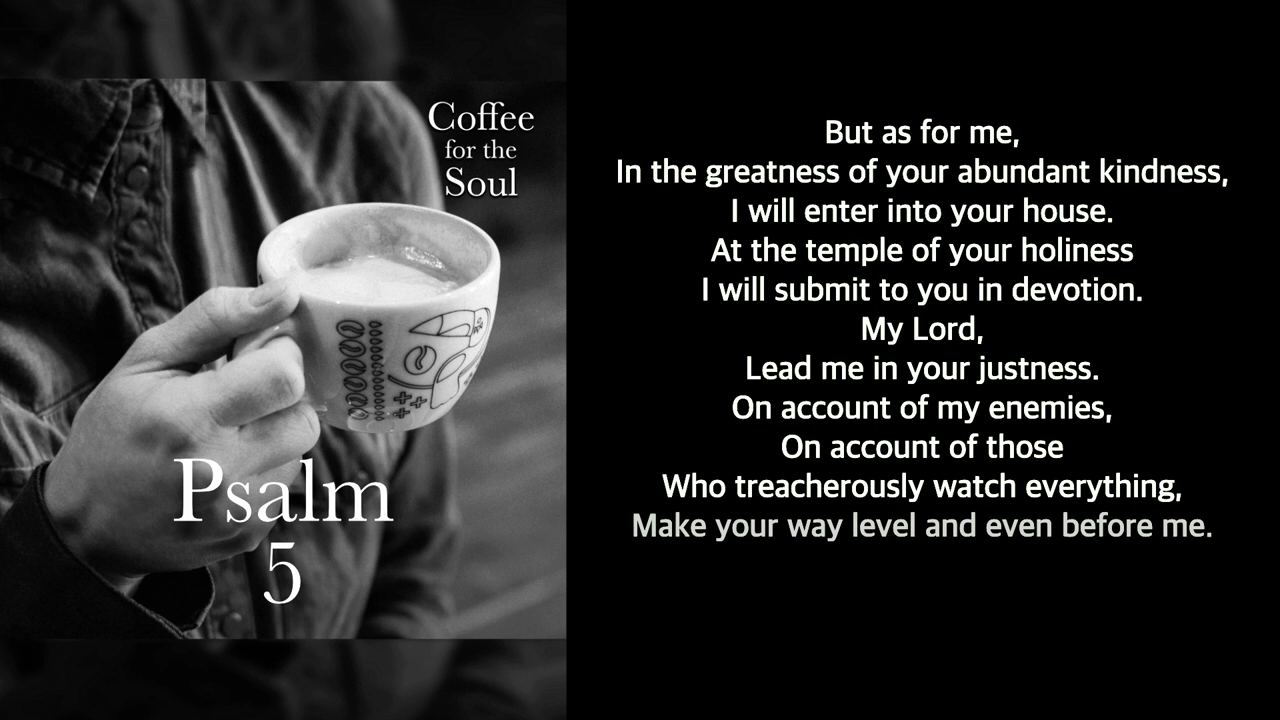 Coffee
for the
Soul
Psalm
5
But as for me,
In the greatness of your abundant kindness,
I will enter into your house.
At the temple of your holiness
I will submit to you in devotion.
My Lord,
Lead me in your justness.
On account of my enemies,
On account of those
Who treacherously watch everything,
Make your way level and even before me.